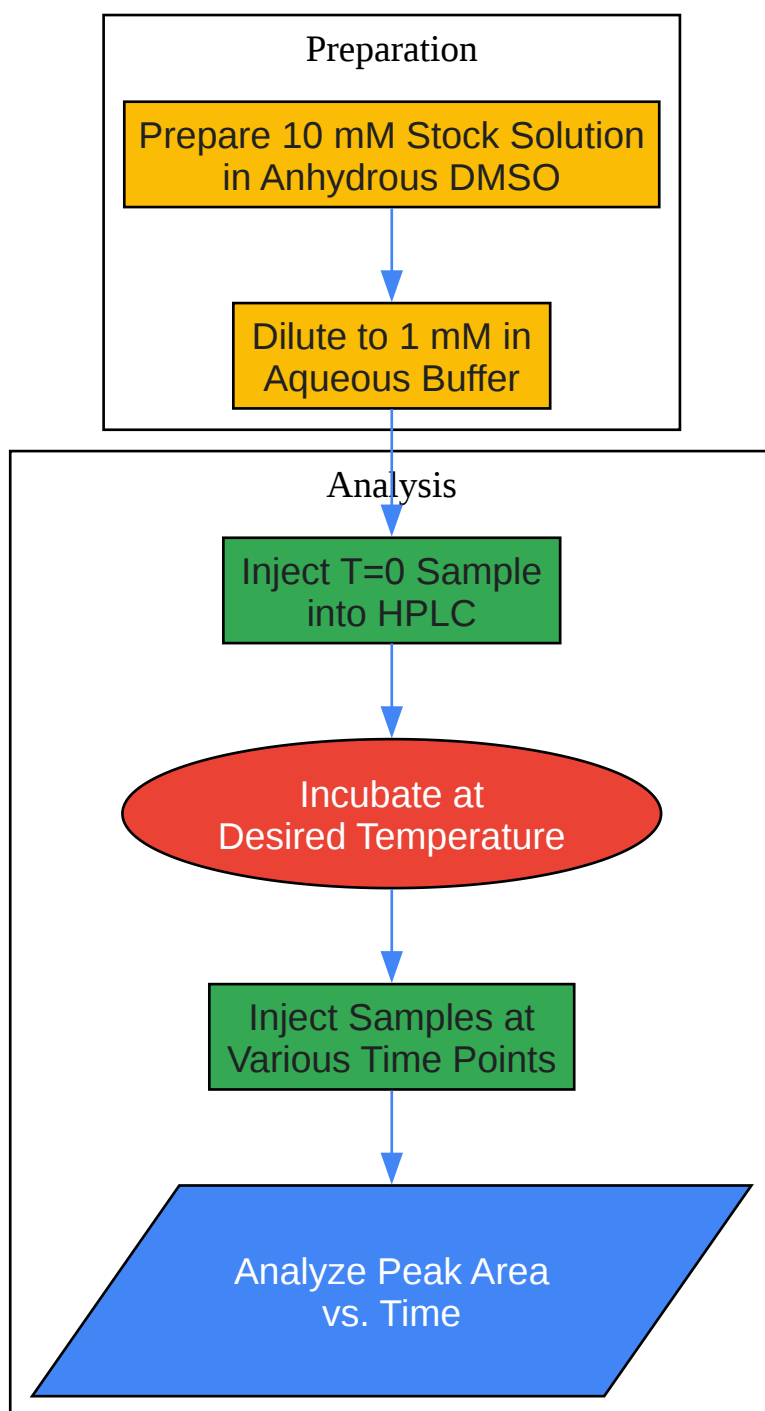 Preparation
Prepare 10 mM Stock Solution
in Anhydrous DMSO
Dilute to 1 mM in
Aqueous Buffer
Analysis
Inject T=0 Sample
into HPLC
Incubate at
Desired Temperature
Inject Samples at
Various Time Points
Analyze Peak Area
vs. Time